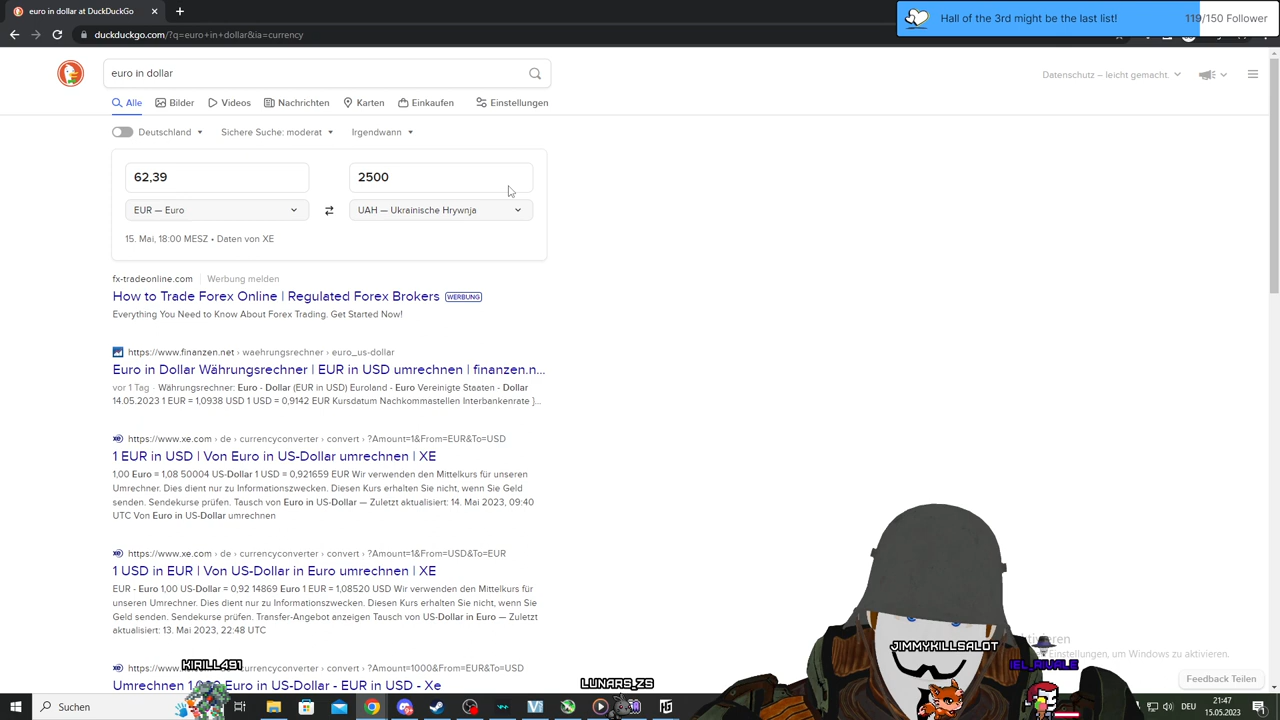 euro in dollar at DuckDuckGo
Hall of the 3rd might be the last list!
119/150 Follower
duckduckgo.com/?q=euro+in+dollar&ia=currency
euro in dollar
Datenschutz – leicht gemacht.
Alle
Bilder
Videos
Nachrichten
Karten
Einkaufen
Einstellungen
Deutschland
Sichere Suche: moderat
Irgendwann
62,39
2500
EUR — Euro
UAH — Ukrainische Hrywnja
15. Mai, 18:00 MESZ • Daten von XE
fx-tradeonline.com
Werbung melden
How to Trade Forex Online | Regulated Forex Brokers WERBUNG
Everything You Need to Know About Forex Trading. Get Started Now!
https://www.finanzen.net › waehrungsrechner › euro_us-dollar
Euro in Dollar Währungsrechner | EUR in USD umrechnen | finanzen.n...
vor 1 Tag · Währungsrechner: Euro - Dollar (EUR in USD) Euroland - Euro Vereinigte Staaten - Dollar
14.05.2023 1 EUR = 1,0938 USD 1 USD = 0,9142 EUR Kursdatum Nachkommastellen Interbankenrate }...
https://www.xe.com › de › currencyconverter › convert › ?Amount=1&From=EUR&To=USD
1 EUR in USD | Von Euro in US-Dollar umrechnen | XE
1,00 Euro = 1,08 50004 US-Dollar 1 USD = 0,921659 EUR Wir verwenden den Mittelkurs für unseren
Umrechner. Dies dient nur zu Informationszwecken. Diesen Kurs erhalten Sie nicht, wenn Sie Geld
senden. Sendekurse prüfen. Tausch von Euro in US-Dollar — Zuletzt aktualisiert: 14. Mai 2023, 09:40
UTC Von Euro in US-Dollar umrechnen
https://www.xe.com › de › currencyconverter › convert › ?Amount=1&From=USD&To=EUR
1 USD in EUR | Von US-Dollar in Euro umrechnen | XE
EUR - Euro 1,00 US-Dollar = 0,92 14869 Euro 1 EUR = 1,08520 USD Wir verwenden den Mittelkurs für
unseren Umrechner. Dies dient nur zu Informationszwecken. Diesen Kurs erhalten Sie nicht, wenn Sie
Geld senden. Sendekurse prüfen. Transfer-Angebot anzeigen Tausch von US-Dollar in Euro — Zuletzt
aktualisiert: 13. Mai 2023, 22:48 UTC
JIMMYKILLSALOT
Einstellungen, um Windows zu aktivieren.
KIRILL491
currencyconverter › convert › ?Amount=1000&From=EUR&To=USD
LUNARS_ZS
Feedback Teilen
in US-Dollar - EUR in USD - Xe
Umrechnen
Suchen
DEU
21:47
15.05.2023